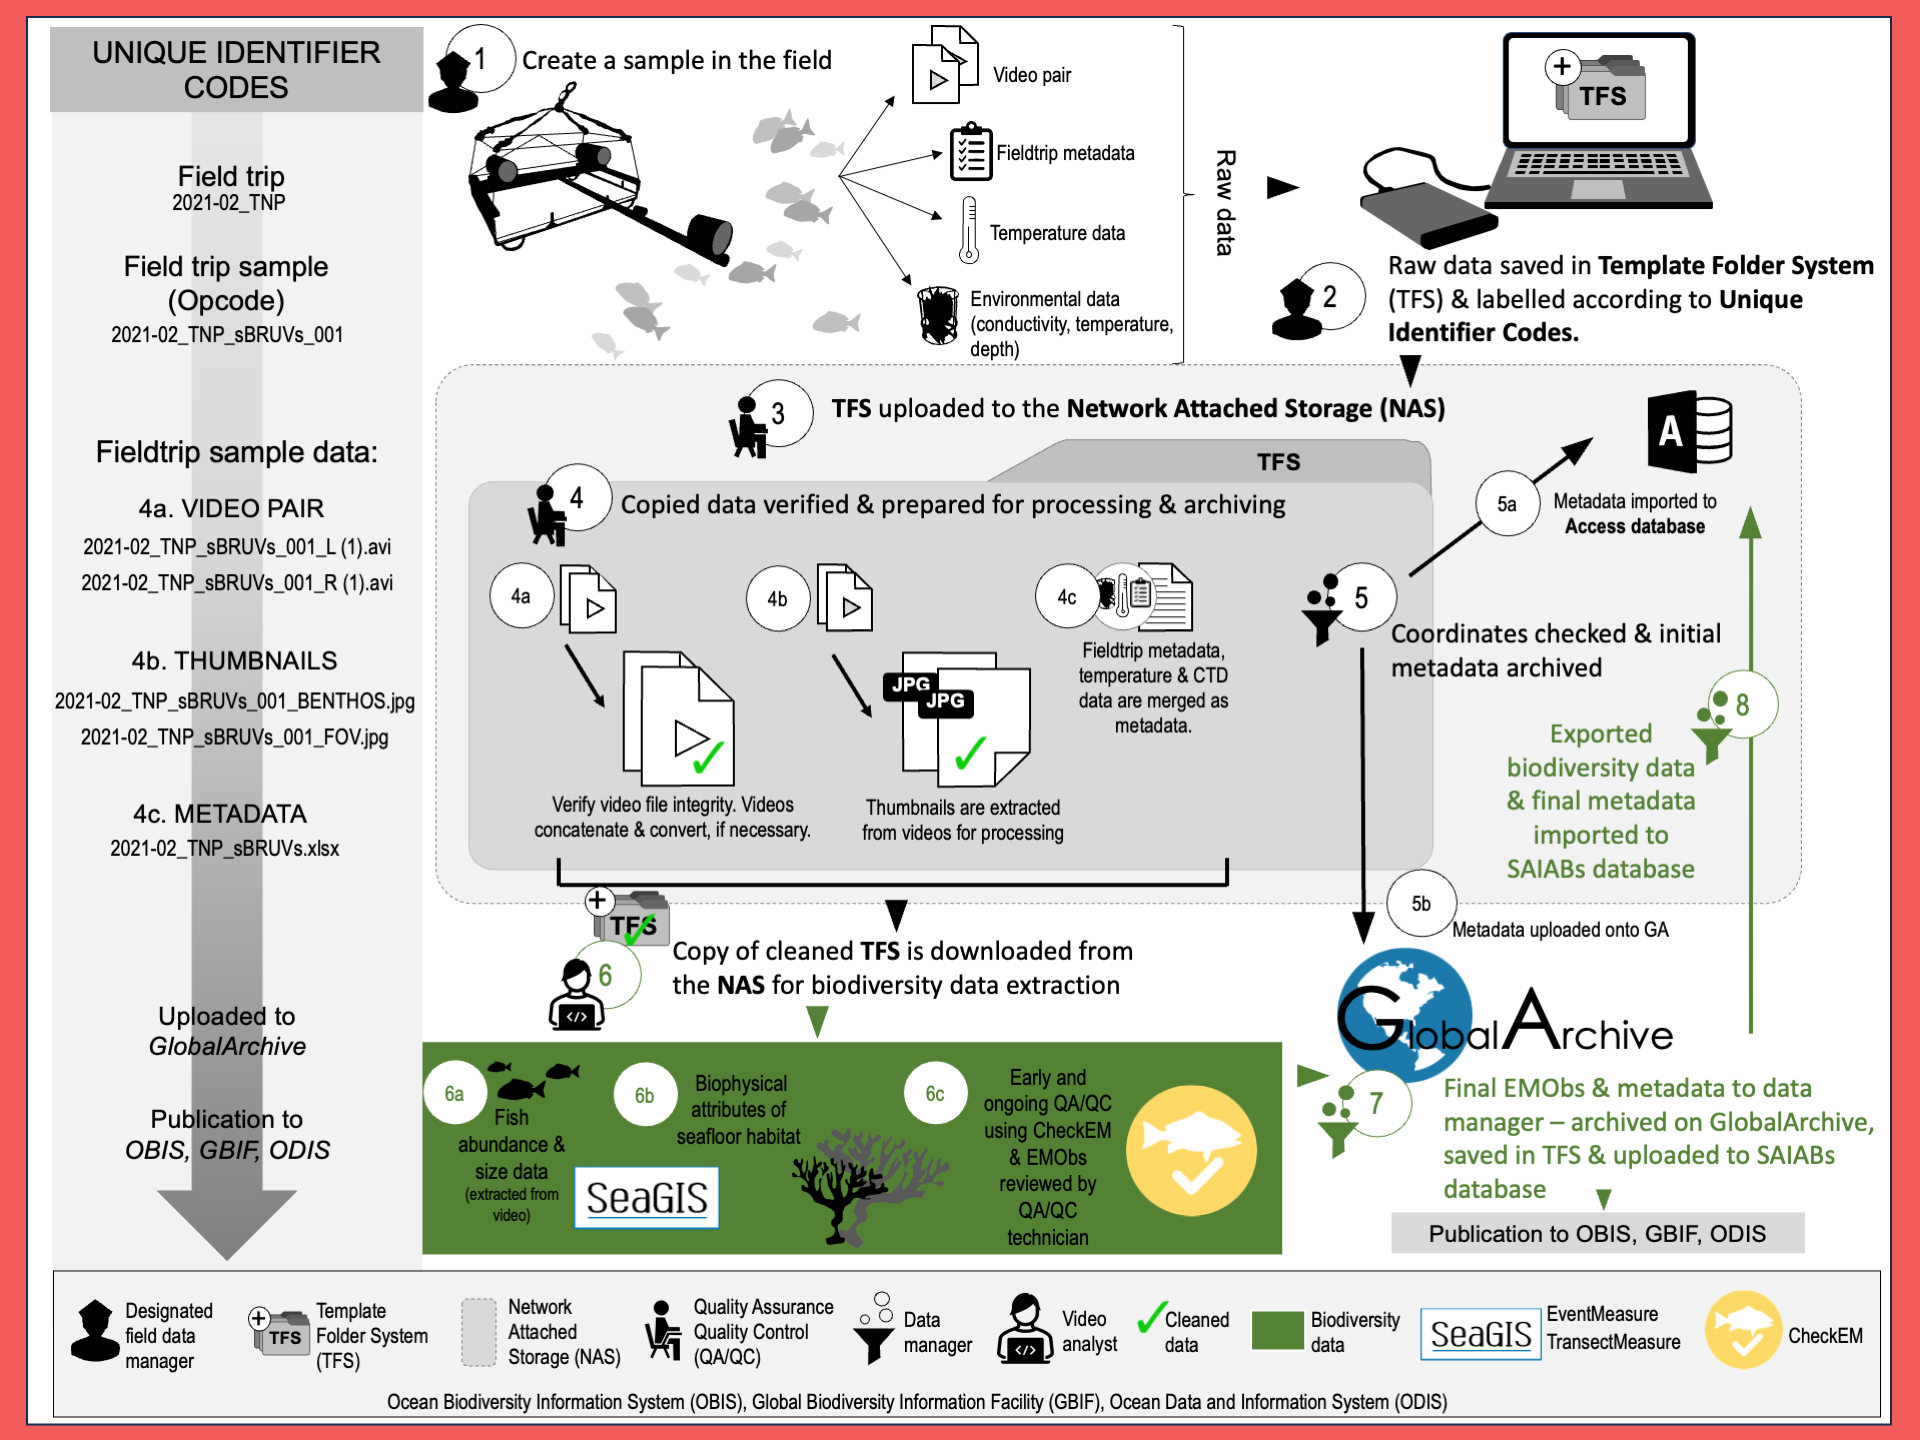 UNIQUE IDENTIFIER
CODES
Field trip
2021-02_TNP
Field trip sample
(Opcode)
2021-02_TNP_sBRUVs_001
Fieldtrip sample data:
4a. VIDEO PAIR
2021-02_TNP_sBRUVs_001_L (1).avi
2021-02_TNP_sBRUVs_001_R (1).avi
4b. THUMBNAILS
2021-02_TNP_sBRUVs_001_BENTHOS.jpg
2021-02_TNP_sBRUVs_001_FOV.jpg
4c. METADATA
2021-02_TNP_sBRUVs.xlsx
Uploaded to
GlobalArchive
Publication to
OBIS, GBIF, ODIS
1
Create a sample in the field
Video pair
Fieldtrip metadata
Temperature data
Environmental data
(conductivity, temperature,
depth)
Raw data
TFS
2
Raw data saved in Template Folder System
(TFS) & labelled according to Unique
Identifier Codes.
3
TFS uploaded to the Network Attached Storage (NAS)
TFS
4
Copied data verified & prepared for processing & archiving
4a
Verify video file integrity. Videos
concatenate & convert, if necessary.
4b
JPG
JPG
Thumbnails are extracted
from videos for processing
4c
Fieldtrip metadata,
temperature & CTD
data are merged as
metadata.
5
Coordinates checked & initial
metadata archived
5a
A
Metadata imported to
Access database
5b
Metadata uploaded onto GA
GlobalArchive
TFS
6
Copy of cleaned TFS is downloaded from
the NAS for biodiversity data extraction
6a
Fish
abundance &
size data
(extracted from
video)
SeaGIS
6b
Biophysical
attributes of
seafloor habitat
6c
Early and
ongoing QA/QC
using CheckEM
& EMObs
reviewed by
QA/QC
technician
7
Final EMObs & metadata to data
manager – archived on GlobalArchive,
saved in TFS & uploaded to SAIABs
database
Publication to OBIS, GBIF, ODIS
8
Exported
biodiversity data
& final metadata
imported to
SAIABs database
Designated
field data
manager
TFS
Template
Folder System
(TFS)
Network
Attached
Storage (NAS)
Quality Assurance
Quality Control
(QA/QC)
Data
manager
Video
analyst
Cleaned
data
Biodiversity
data
SeaGIS
EventMeasure
TransectMeasure
CheckEM
Ocean Biodiversity Information System (OBIS), Global Biodiversity Information Facility (GBIF), Ocean Data and Information System (ODIS)